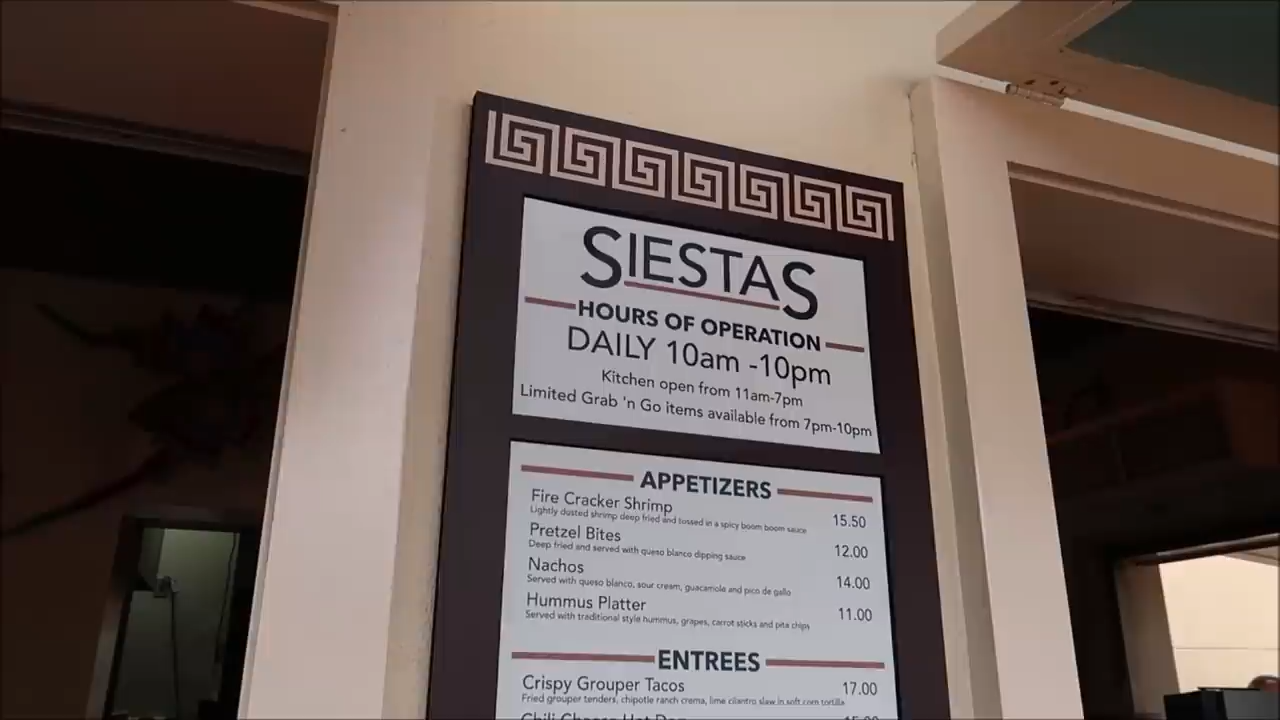 SIESTAS
HOURS OF OPERATION
DAILY 10am -10pm
Kitchen open from 11am-7pm
Limited Grab 'n Go items available from 7pm-10pm
APPETIZERS
Fire Cracker Shrimp 15.50
Lightly dusted shrimp deep fried and tossed in a spicy boom boom sauce
Pretzel Bites 12.00
Deep fried and served with queso blanco dipping sauce
Nachos 14.00
Served with queso blanco, sour cream, guacamole and pico de gallo
Hummus Platter 11.00
Served with traditional style hummus, grapes, carrot sticks and pita chips
ENTREES
Crispy Grouper Tacos 17.00
Fried grouper tenders, chipotle ranch crema, lime cilantro slaw in soft corn tortilla
Chili Cheese Hot Dog